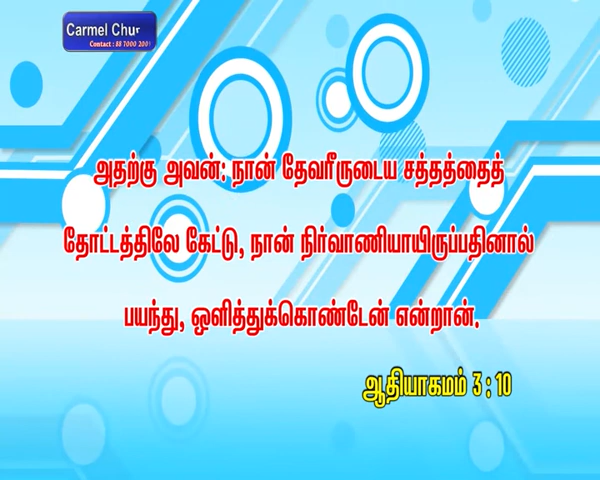 Carmel Chur
Contact : 88 7000 2001
அதற்கு அவன்: நான் தேவரீருடைய சத்தத்தைத்
தோட்டத்திலே கேட்டு, நான் நிர்வாணியாயிருப்பதினால்
பயந்து, ஒளித்துக்கொண்டேன் என்றான்.
ஆதியாகமம் 3 : 10